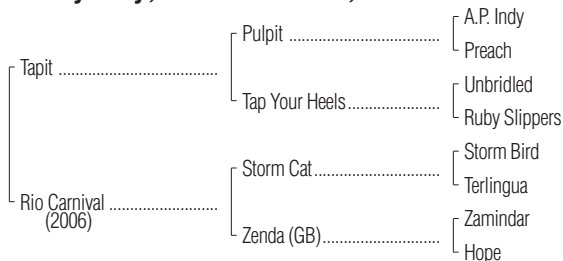 Tapit ........................................
Rio Carnival ...........................
(2006)
Pulpit .....................................
Tap Your Heels.......................
Storm Cat...............................
Zenda (GB).............................
A.P. Indy
Preach
Unbridled
Ruby Slippers
Storm Bird
Terlingua
Zamindar
Hope